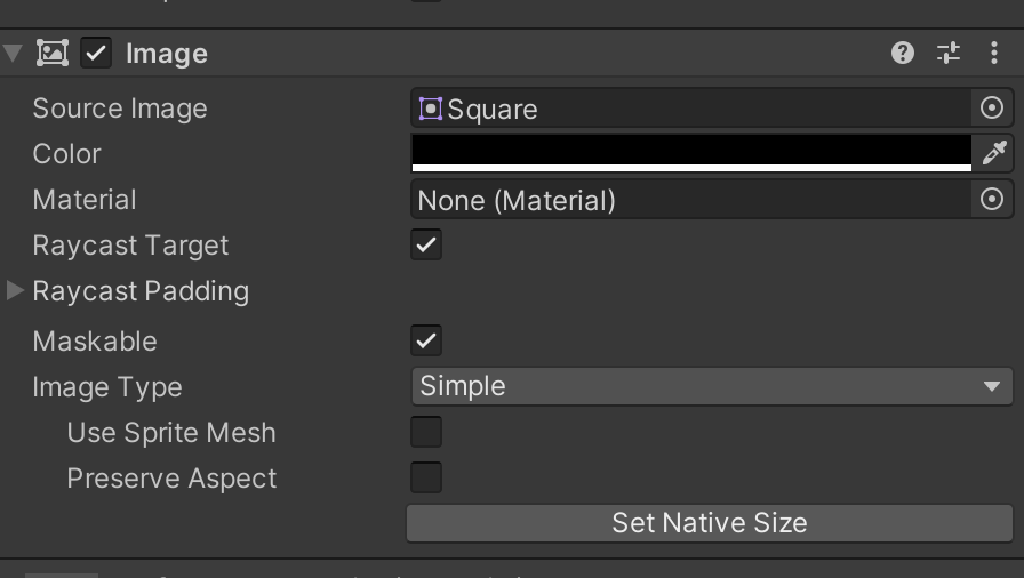 Image
Source Image
Square
Color
Material
None (Material)
Raycast Target
Raycast Padding
Maskable
Image Type
Simple
Use Sprite Mesh
Preserve Aspect
Set Native Size